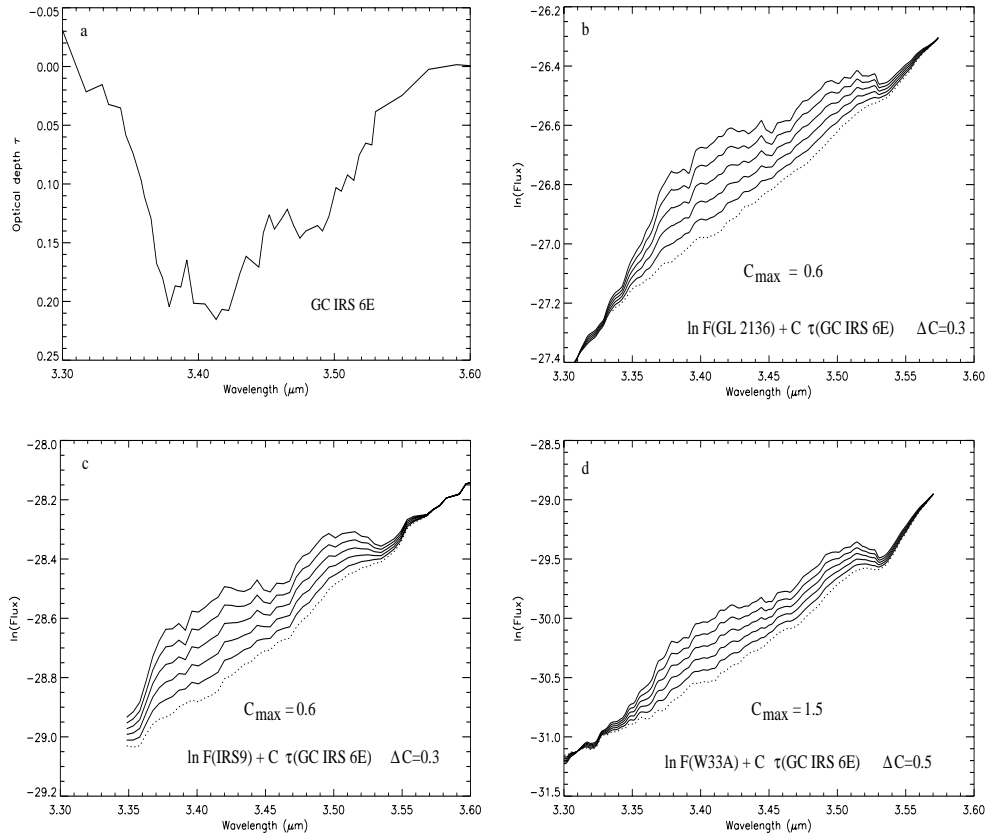 a
−0.05
0.00
0.05
0.10
0.15
0.20
0.25
Optical depth τ
GC IRS 6E
3.30 3.35 3.40 3.45 3.50 3.55 3.60
Wavelength (μm)
b
−26.2
−26.4
−26.6
−26.8
−27.0
−27.2
−27.4
ln(Flux)
Cmax = 0.6
ln F(GL 2136) + C τ(GC IRS 6E) ΔC=0.3
3.30 3.35 3.40 3.45 3.50 3.55 3.60
Wavelength (μm)
c
−28.0
−28.2
−28.4
−28.6
−28.8
−29.0
−29.2
ln(Flux)
Cmax = 0.6
ln F(IRS9) + C τ(GC IRS 6E) ΔC=0.3
3.30 3.35 3.40 3.45 3.50 3.55 3.60
Wavelength (μm)
d
−28.5
−29.0
−29.5
−30.0
−30.5
−31.0
−31.5
ln(Flux)
Cmax = 1.5
ln F(W33A) + C τ(GC IRS 6E) ΔC=0.5
3.30 3.35 3.40 3.45 3.50 3.55 3.60
Wavelength (μm)